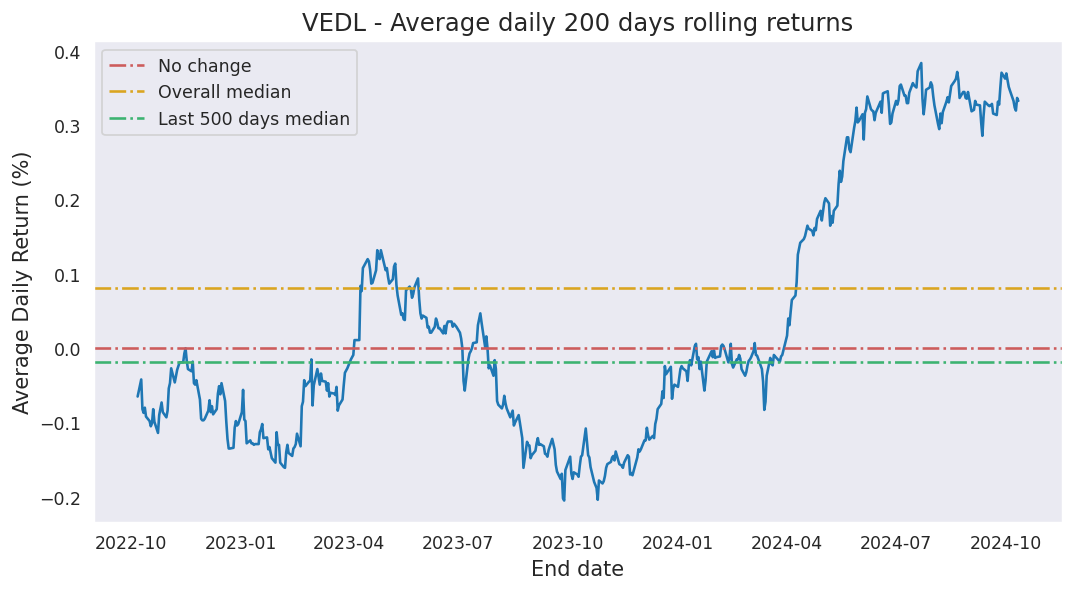 VEDL - Average daily 200 days rolling returns
No change
Overall median
Last 500 days median
Average Daily Return (%)
0.4
0.3
0.2
0.1
0.0
−0.1
−0.2
2022-10 2023-01 2023-04 2023-07 2023-10 2024-01 2024-04 2024-07 2024-10
End date